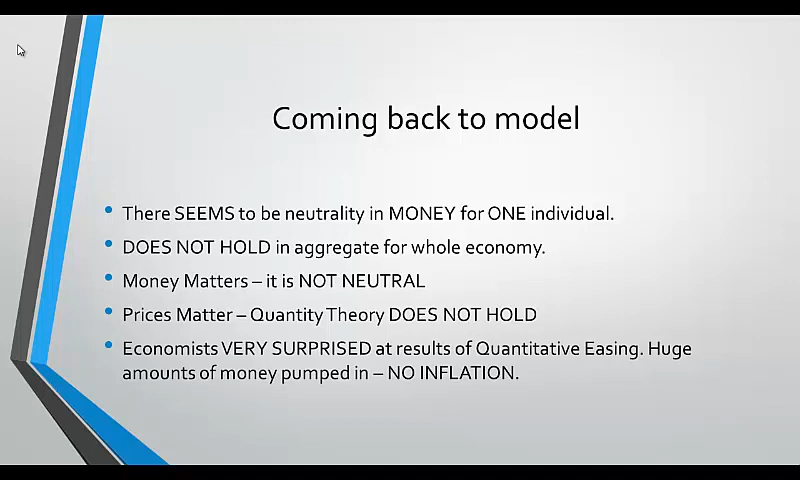 Coming back to model
There SEEMS to be neutrality in MONEY for ONE individual.
DOES NOT HOLD in aggregate for whole economy.
Money Matters – it is NOT NEUTRAL
Prices Matter – Quantity Theory DOES NOT HOLD
Economists VERY SURPRISED at results of Quantitative Easing. Huge
amounts of money pumped in – NO INFLATION.